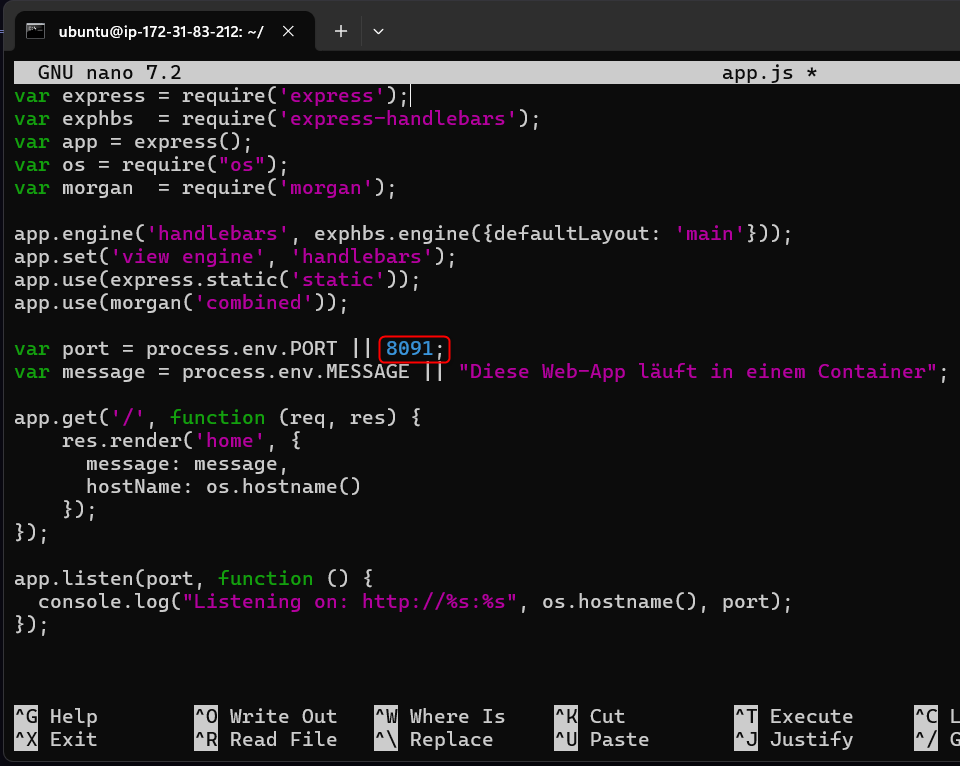 ubuntu@ip-172-31-83-212: ~/
GNU nano 7.2 app.js *
var express = require('express');
var exphbs  = require('express-handlebars');
var app = express();
var os = require("os");
var morgan  = require('morgan');

app.engine('handlebars', exphbs.engine({defaultLayout: 'main'}));
app.set('view engine', 'handlebars');
app.use(express.static('static'));
app.use(morgan('combined'));

var port = process.env.PORT || 8091;
var message = process.env.MESSAGE || "Diese Web-App läuft in einem Container";

app.get('/', function (req, res) {
    res.render('home', {
      message: message,
      hostName: os.hostname()
    });
});

app.listen(port, function () {
  console.log("Listening on: http://%s:%s", os.hostname(), port);
});

^G Help ^O Write Out ^W Where Is ^K Cut ^T Execute ^C
^X Exit ^R Read File ^\ Replace ^U Paste ^J Justify ^/